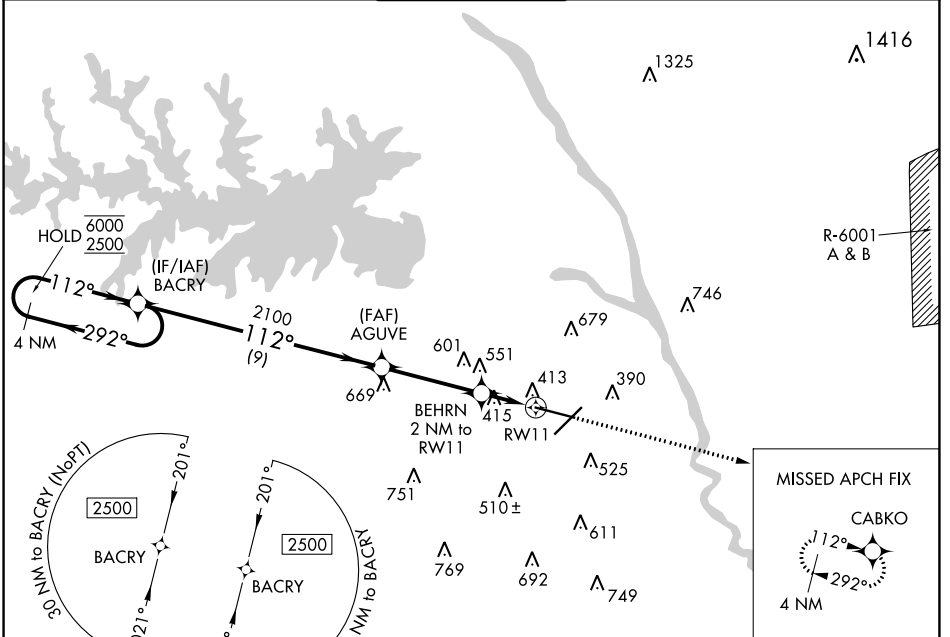 1416
1325
R-6001
A & B
HOLD 6000
2500
(IF/IAF)
BACRY
112°
292°
4 NM
2100
112°
(9)
(FAF)
AGUVE
746
679
601
551
669
413
390
415
BEHRN
2 NM to
RW11
RW11
525
751
510±
611
769
692
749
30 NM to BACRY (NoPT)
201°
2500
BACRY
021°
201°
2500
BACRY
NM to BACRY
MISSED APCH FIX
CABKO
112°
292°
4 NM